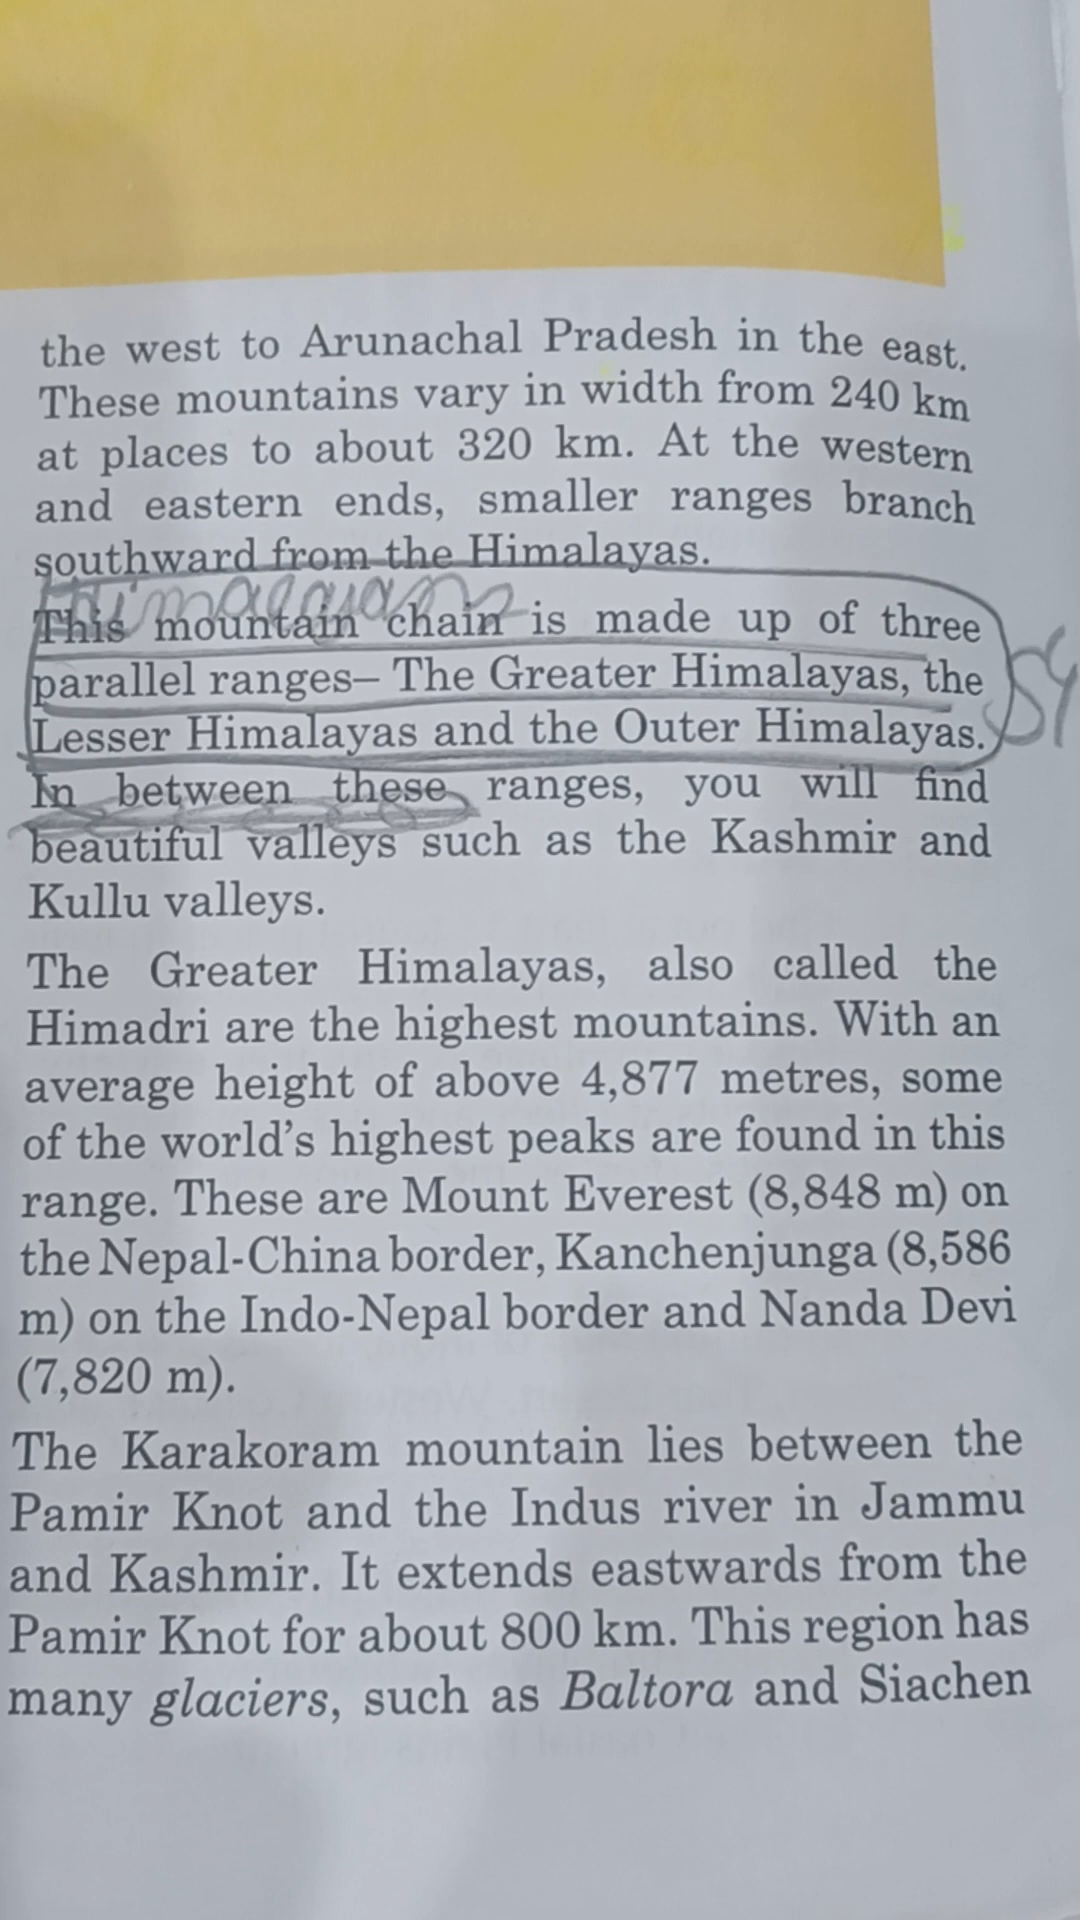 the west to Arunachal Pradesh in the east.
These mountains vary in width from 240 km
at places to about 320 km. At the western
and eastern ends, smaller ranges branch
southward from the Himalayas.
Himalayans
This mountain chain is made up of three
parallel ranges– The Greater Himalayas, the
Lesser Himalayas and the Outer Himalayas.
In between these ranges, you will find
beautiful valleys such as the Kashmir and
Kullu valleys.
The Greater Himalayas, also called the
Himadri are the highest mountains. With an
average height of above 4,877 metres, some
of the world's highest peaks are found in this
range. These are Mount Everest (8,848 m) on
the Nepal-China border, Kanchenjunga (8,586
m) on the Indo-Nepal border and Nanda Devi
(7,820 m).
The Karakoram mountain lies between the
Pamir Knot and the Indus river in Jammu
and Kashmir. It extends eastwards from the
Pamir Knot for about 800 km. This region has
many glaciers, such as Baltora and Siachen